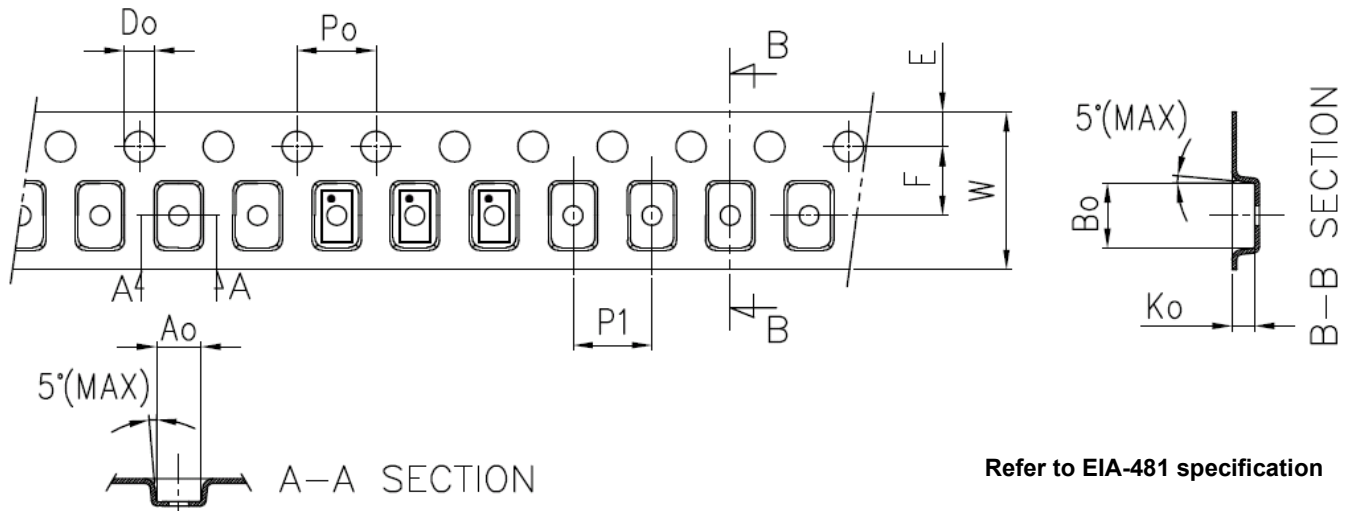 Do
Po
B
E
5°(MAX)
F
W
Bo
B-B SECTION
A
A
Ko
B
P1
Ao
5°(MAX)
A-A SECTION
Refer to EIA-481 specification